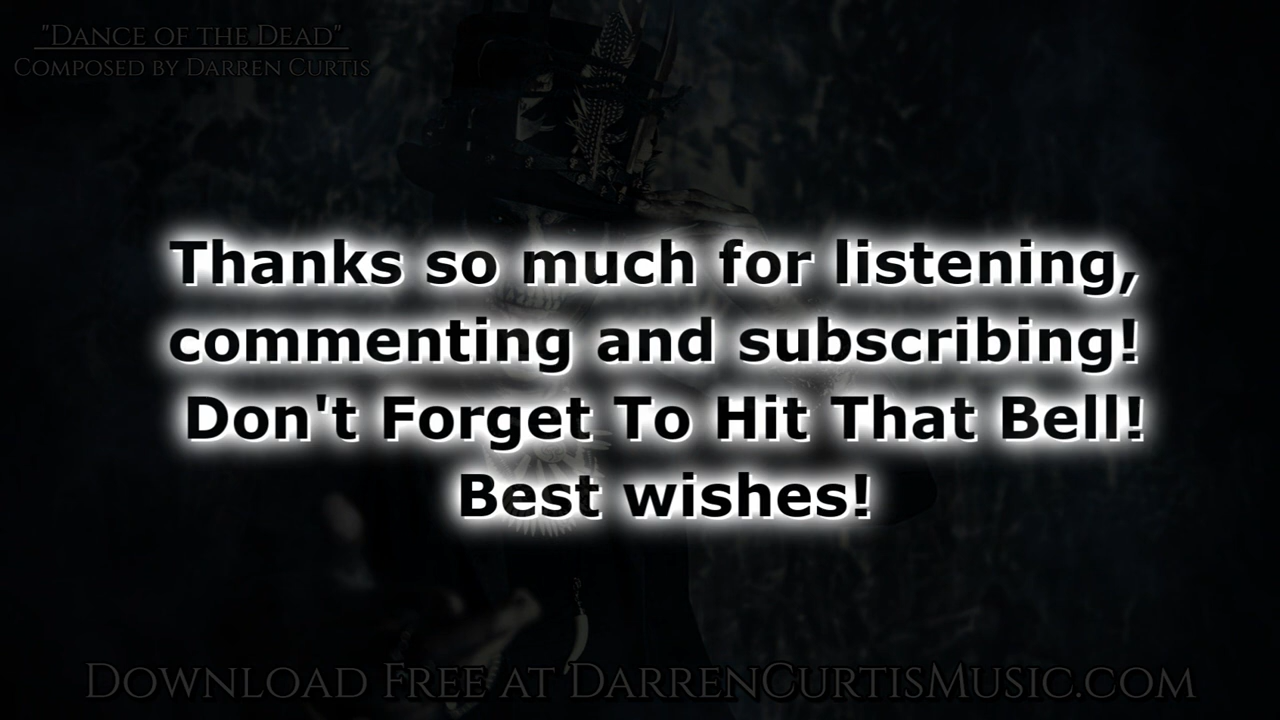 "Dance of the Dead"
Composed by Darren Curtis
Thanks so much for listening,
commenting and subscribing!
Don't Forget To Hit That Bell!
Best wishes!
Download Free at DarrenCurtisMusic.com